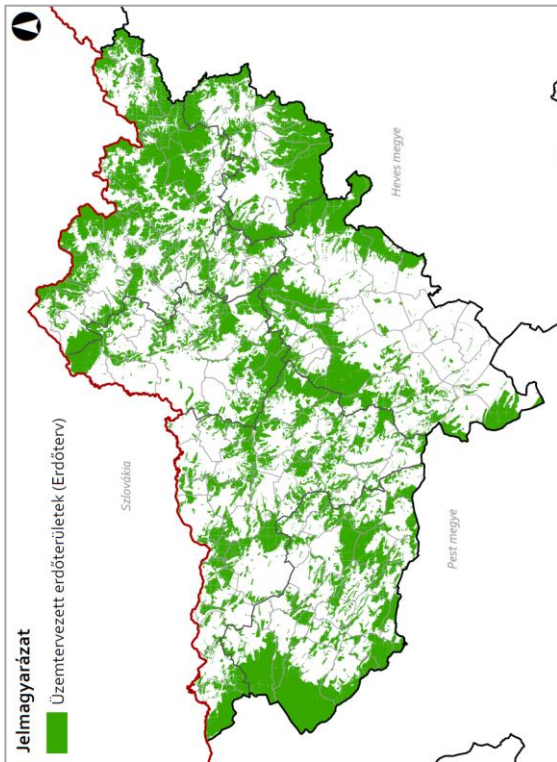 Jelmagyarázat
Üzemtervezett erdőterületek (Erdőterv)
Szlovákia
Heves megye
Pest megye